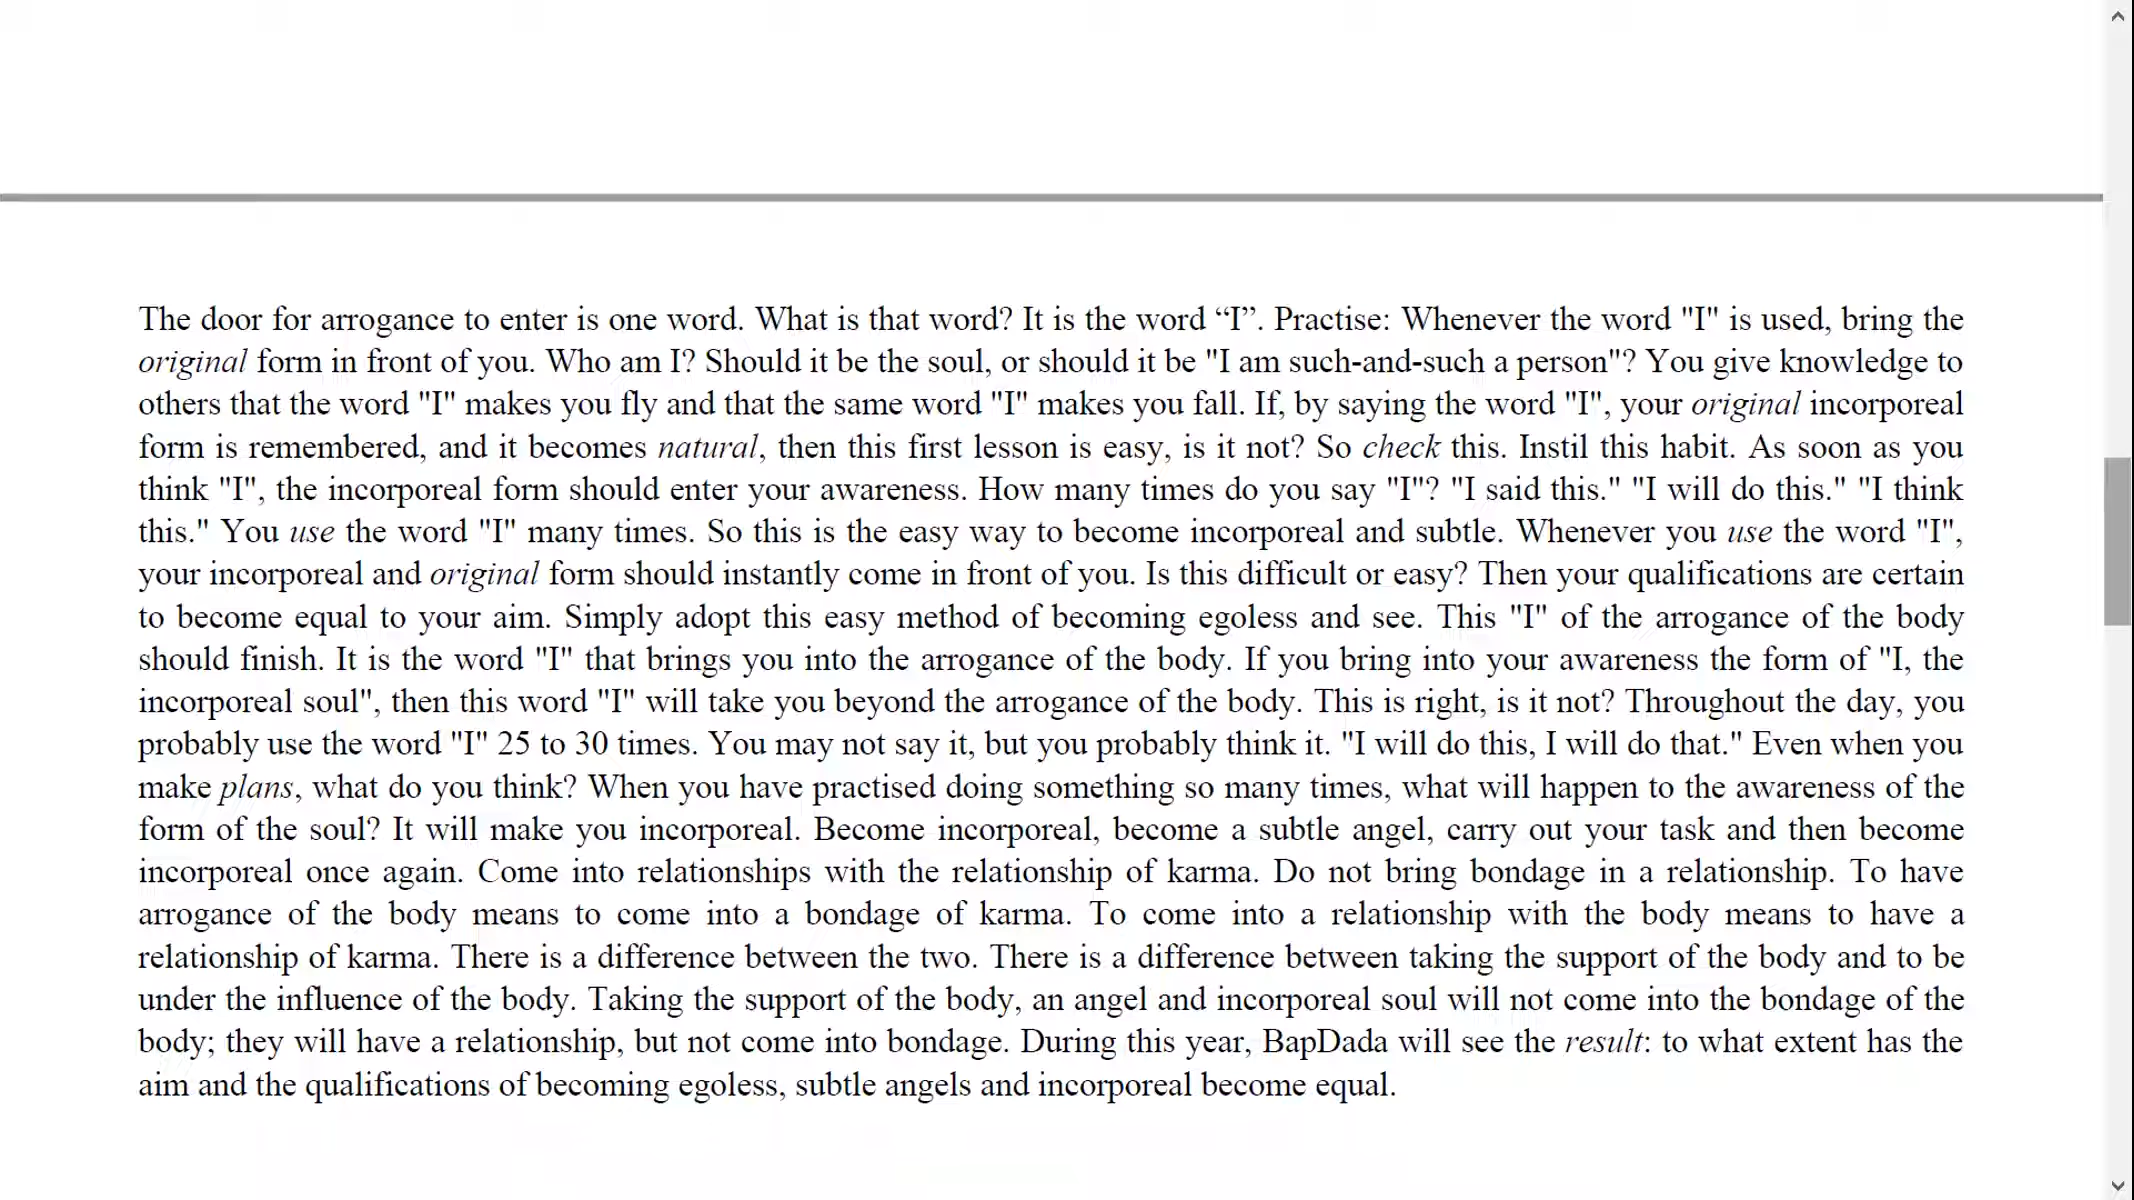 The door for arrogance to enter is one word. What is that word? It is the word “I”. Practise: Whenever the word "I" is used, bring the
original form in front of you. Who am I? Should it be the soul, or should it be "I am such-and-such a person"? You give knowledge to
others that the word "I" makes you fly and that the same word "I" makes you fall. If, by saying the word "I", your original incorporeal
form is remembered, and it becomes natural, then this first lesson is easy, is it not? So check this. Instil this habit. As soon as you
think "I", the incorporeal form should enter your awareness. How many times do you say "I"? "I said this." "I will do this." "I think
this." You use the word "I" many times. So this is the easy way to become incorporeal and subtle. Whenever you use the word "I",
your incorporeal and original form should instantly come in front of you. Is this difficult or easy? Then your qualifications are certain
to become equal to your aim. Simply adopt this easy method of becoming egoless and see. This "I" of the arrogance of the body
should finish. It is the word "I" that brings you into the arrogance of the body. If you bring into your awareness the form of "I, the
incorporeal soul", then this word "I" will take you beyond the arrogance of the body. This is right, is it not? Throughout the day, you
probably use the word "I" 25 to 30 times. You may not say it, but you probably think it. "I will do this, I will do that." Even when you
make plans, what do you think? When you have practised doing something so many times, what will happen to the awareness of the
form of the soul? It will make you incorporeal. Become incorporeal, become a subtle angel, carry out your task and then become
incorporeal once again. Come into relationships with the relationship of karma. Do not bring bondage in a relationship. To have
arrogance of the body means to come into a bondage of karma. To come into a relationship with the body means to have a
relationship of karma. There is a difference between the two. There is a difference between taking the support of the body and to be
under the influence of the body. Taking the support of the body, an angel and incorporeal soul will not come into the bondage of the
body; they will have a relationship, but not come into bondage. During this year, BapDada will see the result: to what extent has the
aim and the qualifications of becoming egoless, subtle angels and incorporeal become equal.